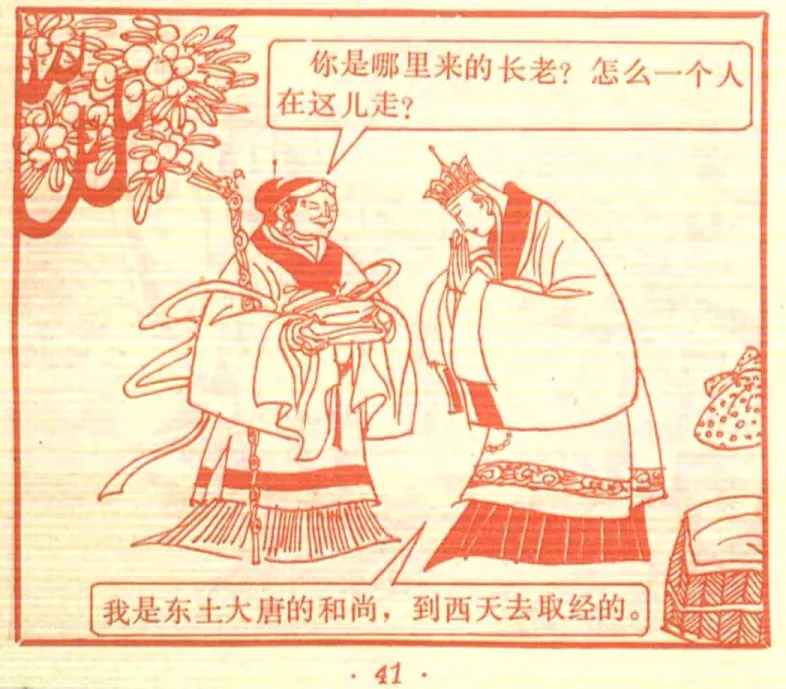 你是哪里来的长老？怎么一个人
在这儿走？
我是东土大唐的和尚，到西天去取经的。
· 41 ·